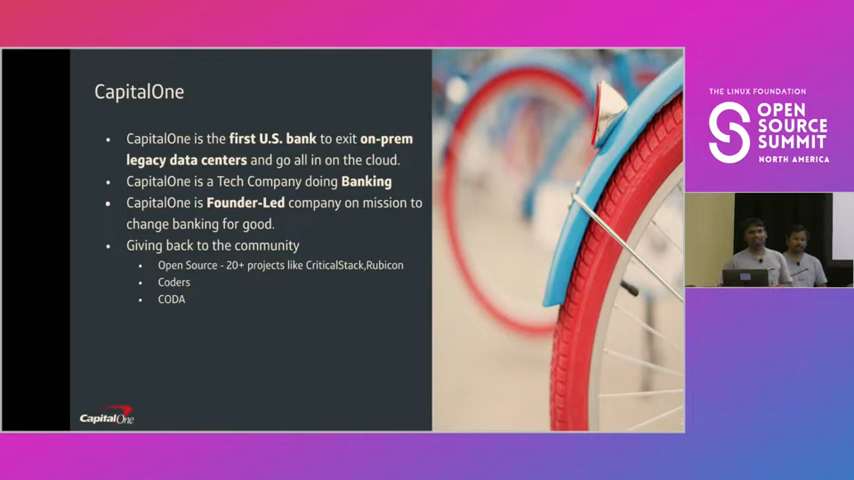 CapitalOne
• CapitalOne is the first U.S. bank to exit on-prem
legacy data centers and go all in on the cloud.
• CapitalOne is a Tech Company doing Banking
• CapitalOne is Founder-Led company on mission to
change banking for good.
• Giving back to the community
• Open Source - 20+ projects like CriticalStack,Rubicon
• Coders
• CODA
CapitalOne
THE LINUX FOUNDATION
OPEN
SOURCE
SUMMIT
NORTH AMERICA